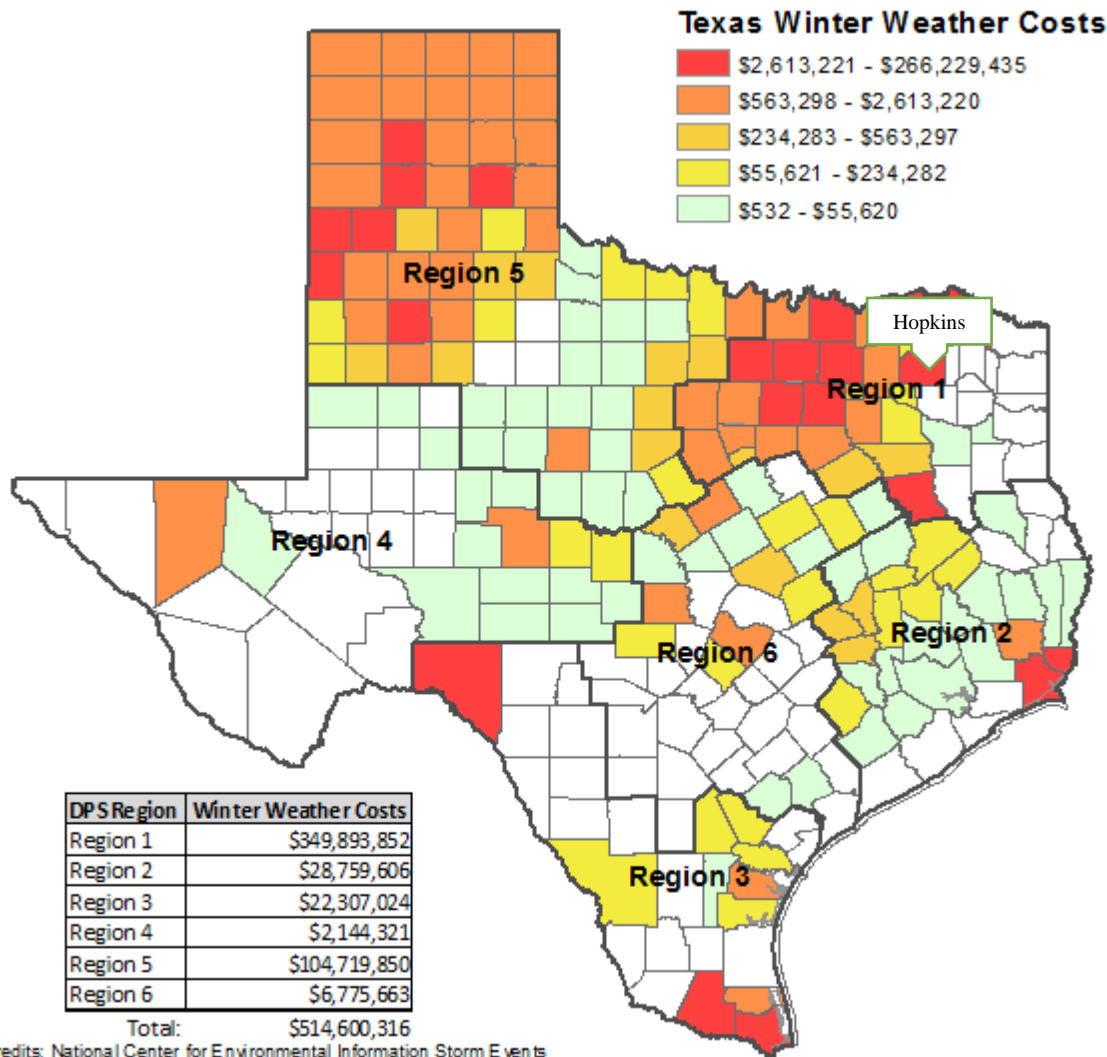 Texas Winter Weather Costs
$2,613,221 - $266,229,435
$563,298 - $2,613,220
$234,283 - $563,297
$55,621 - $234,282
$532 - $55,620
Region 5
Hopkins
Region 1
Region 4
Region 2
Region 6
Region 3
DPS Region Winter Weather Costs
Region 1 $349,893,852
Region 2 $28,759,606
Region 3 $22,307,024
Region 4 $2,144,321
Region 5 $104,719,850
Region 6 $6,775,663
Total: $514,600,316
redits: National Center for Environmental Information Storm Events